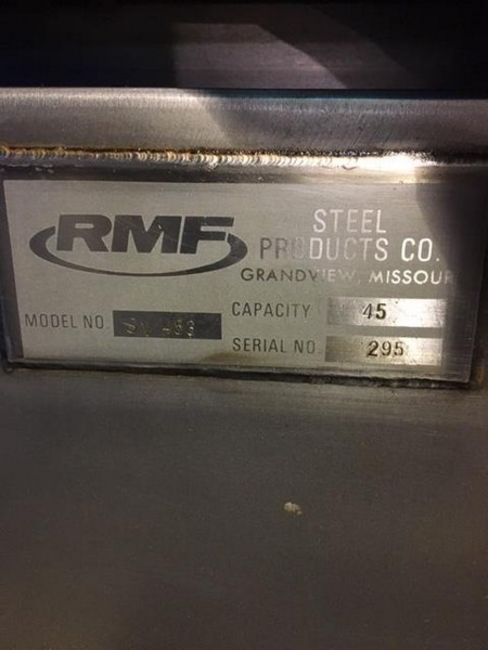 RMF
STEEL
PRODUCTS CO.
GRANDVIEW, MISSOUR
MODEL NO.
CAPACITY 45
SERIAL NO. 295